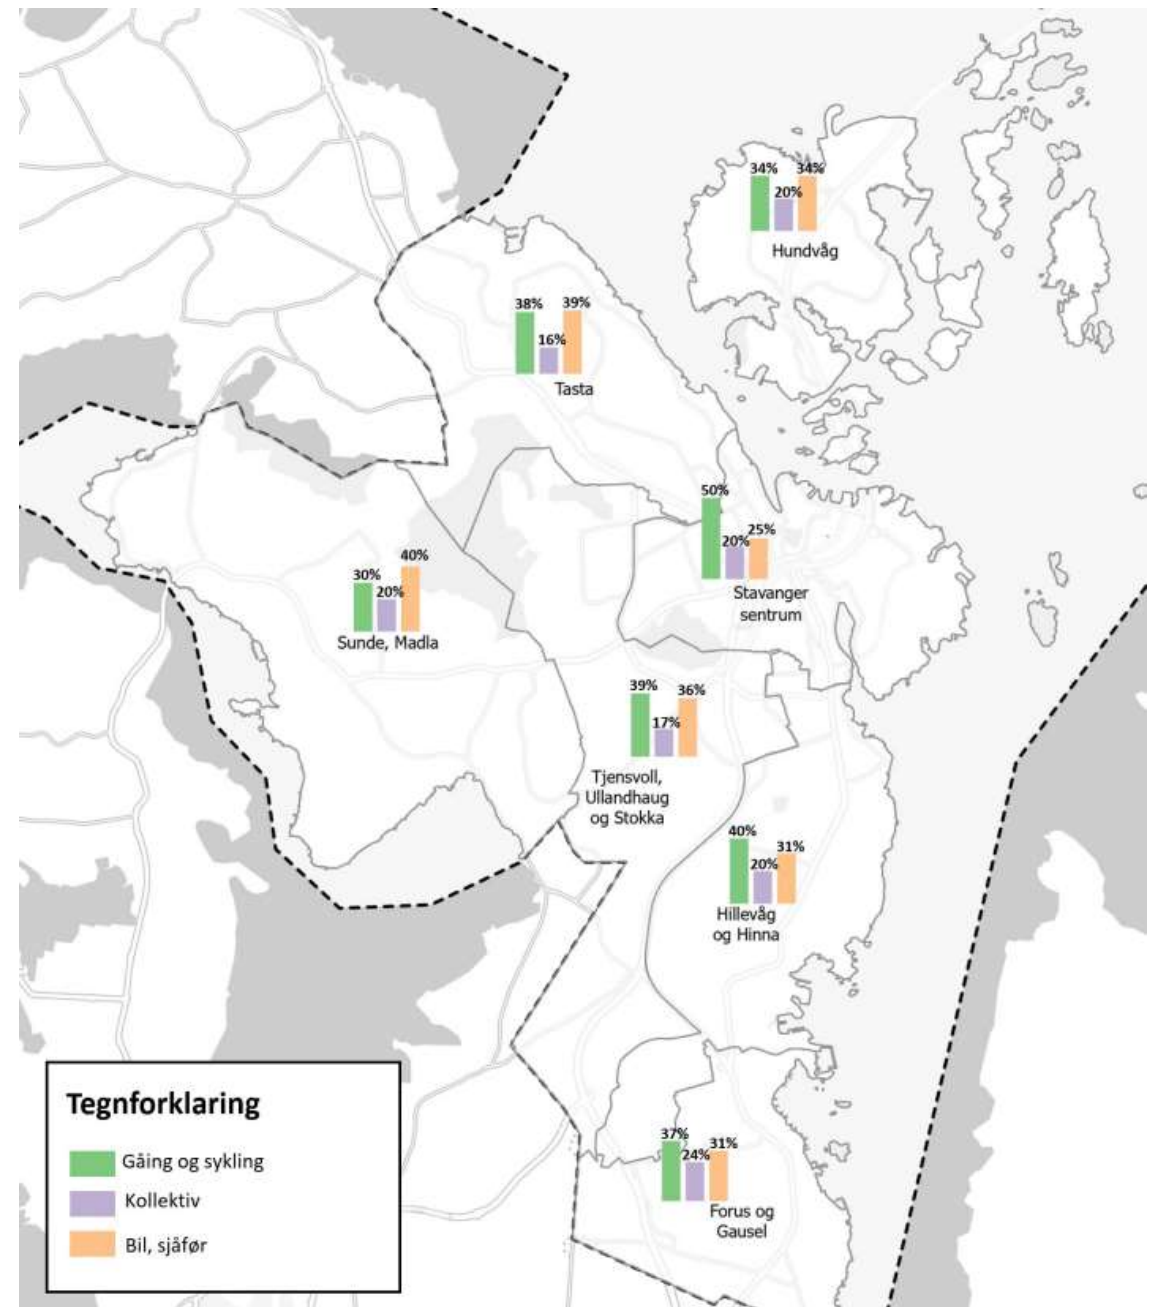 34%
20%
34%
Hundvåg
38%
16%
39%
Tasta
50%
20%
25%
Stavanger
sentrum
30%
20%
40%
Sunde, Madla
39%
17%
36%
Tjensvoll,
Ullandhaug
og Stokka
40%
20%
31%
Hillevåg
og Hinna
37%
24%
31%
Forus og
Gausel
Tegnforklaring
Gåing og sykling
Kollektiv
Bil, sjåfør